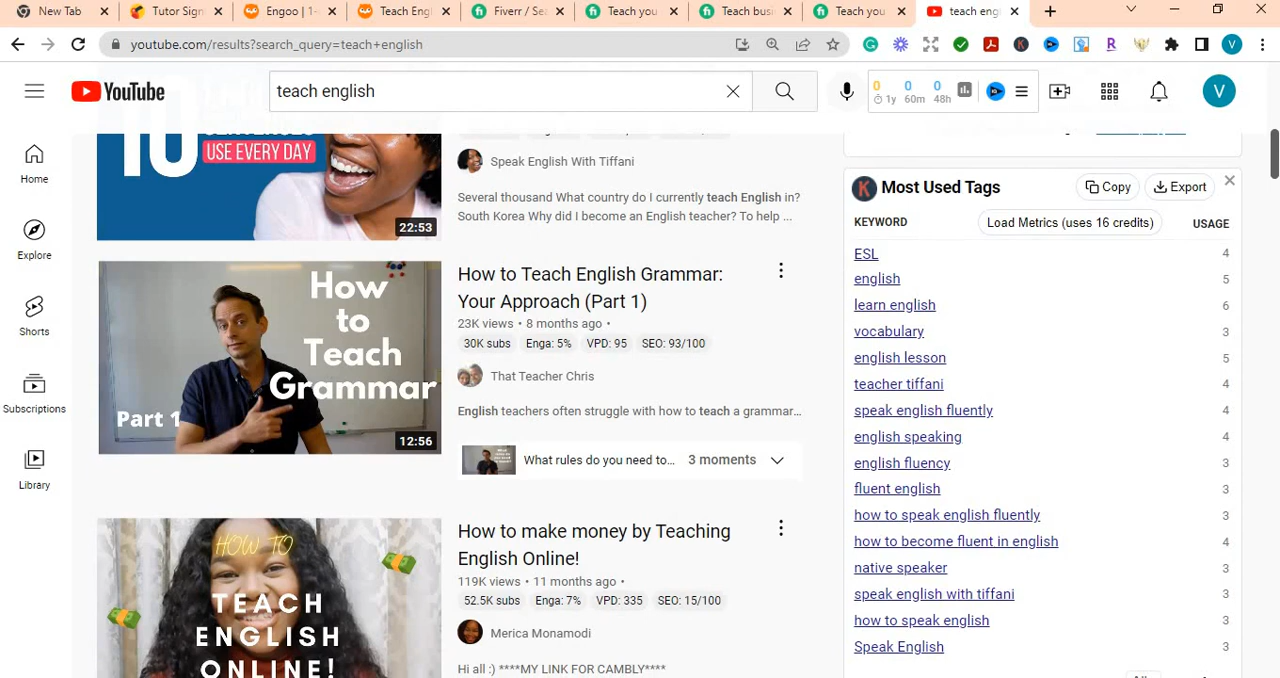 New Tab
Tutor Sign
Engoo | 1-
Teach Engl
Fiverr / Sea
Teach you
Teach busi
Teach you
teach engl
youtube.com/results?search_query=teach+english
YouTube
teach english
0 0 0
1y 60m 48h
V
V
Home
Explore
Shorts
Subscriptions
Library
10
USE EVERY DAY
22:53
Speak English With Tiffani
Several thousand What country do I currently teach English in?
South Korea Why did I become an English teacher? To help ...
How
to
Teach
Grammar
Part 1
12:56
How to Teach English Grammar:
Your Approach (Part 1)
23K views • 8 months ago •
30K subs Enga: 5% VPD: 95 SEO: 93/100
That Teacher Chris
English teachers often struggle with how to teach a grammar...
What rules do you need to... 3 moments
HOW TO
TEACH
ENGLISH
ONLINE!
How to make money by Teaching
English Online!
119K views • 11 months ago •
52.5K subs Enga: 7% VPD: 335 SEO: 15/100
Merica Monamodi
Hi all :) ****MY LINK FOR CAMBLY****
K Most Used Tags Copy Export
KEYWORD Load Metrics (uses 16 credits) USAGE
ESL 4
english 5
learn english 6
vocabulary 3
english lesson 5
teacher tiffani 4
speak english fluently 4
english speaking 4
english fluency 3
fluent english 3
how to speak english fluently 3
how to become fluent in english 4
native speaker 3
speak english with tiffani 3
how to speak english 3
Speak English 3